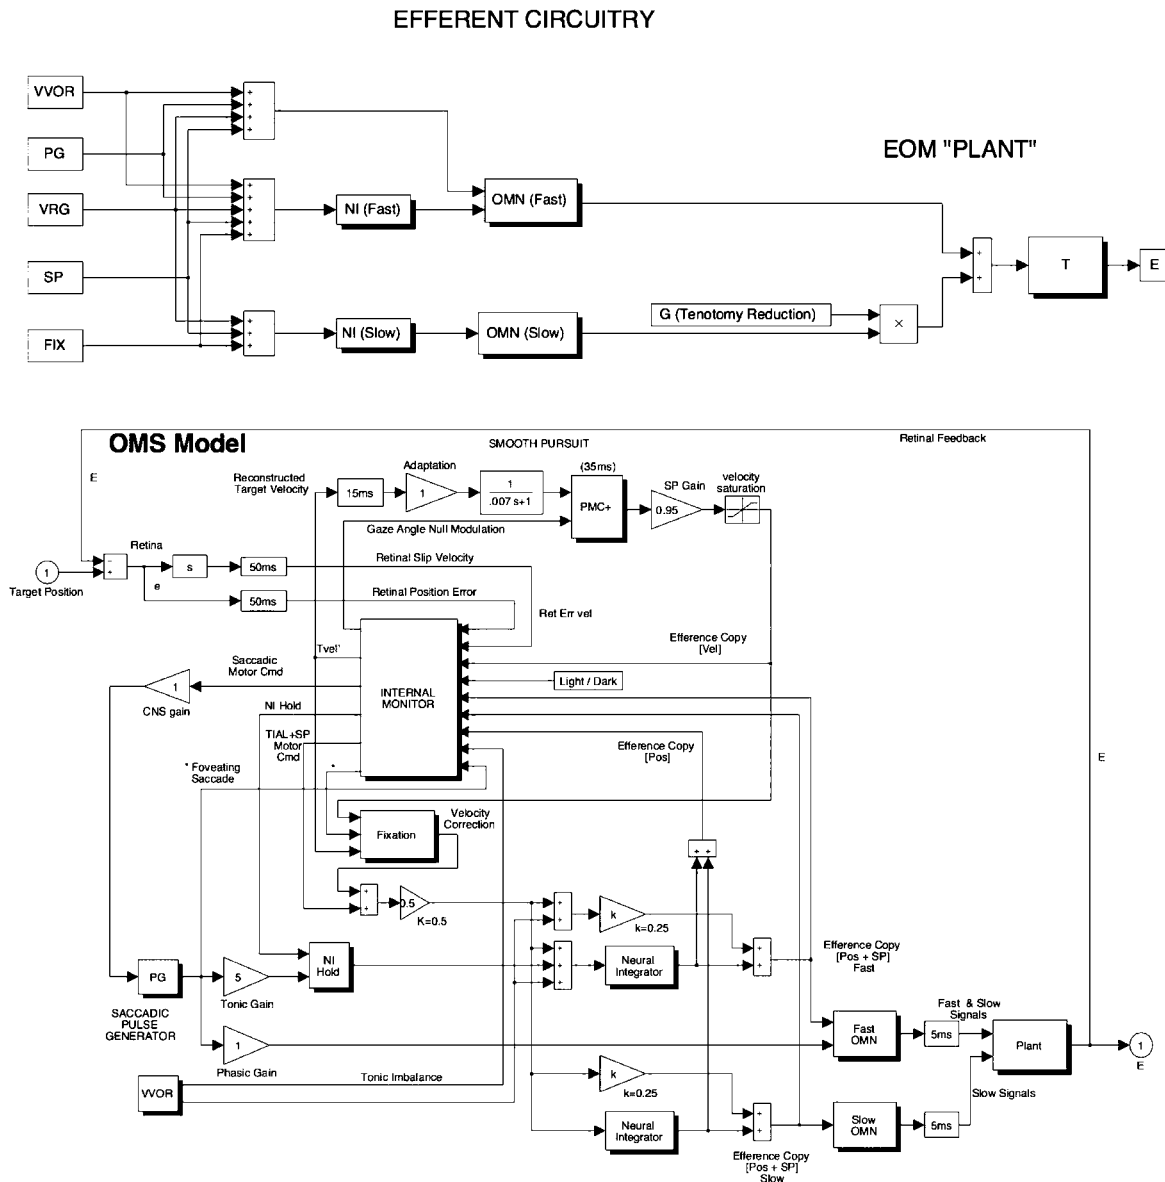 EFFERENT CIRCUITRY
VVOR
PG
VRG
SP
FIX
+
+
+
+
+
+
+
+
+
+
+
+
NI (Fast)
OMN (Fast)
NI (Slow)
OMN (Slow)
G (Tenotomy Reduction)
×
EOM "PLANT"
+
+
T
E
OMS Model
SMOOTH PURSUIT
Retinal Feedback
E
Reconstructed
Target Velocity
15ms
Adaptation
1
1
.007 s+1
(35ms)
PMC+
SP Gain
0.95
velocity
saturation
Gaze Angle Null Modulation
Retina
−
+
1
Target Position
e
s
50ms
Retinal Slip Velocity
50ms
Retinal Position Error
Ret Err vel
Tvel'
Efference Copy
[Vel]
Saccadic
Motor Cmd
1
CNS gain
INTERNAL
MONITOR
Light / Dark
NI Hold
TIAL+SP
Motor
Cmd
Efference Copy
[Pos]
E
* Foveating
Saccade
*
Fixation
Velocity
Correction
+ +
+
+
0.5
K=0.5
+
+
k
k=0.25
+
+
+
Neural
Integrator
+
+
Efference Copy
[Pos + SP]
Fast
PG
SACCADIC
PULSE
GENERATOR
5
Tonic Gain
NI
Hold
1
Phasic Gain
Fast
OMN
5ms
Fast & Slow
Signals
Plant
1
E
VVOR
Tonic Imbalance
k
k=0.25
Neural
Integrator
+
+
Efference Copy
[Pos + SP]
Slow
Slow
OMN
5ms
Slow Signals